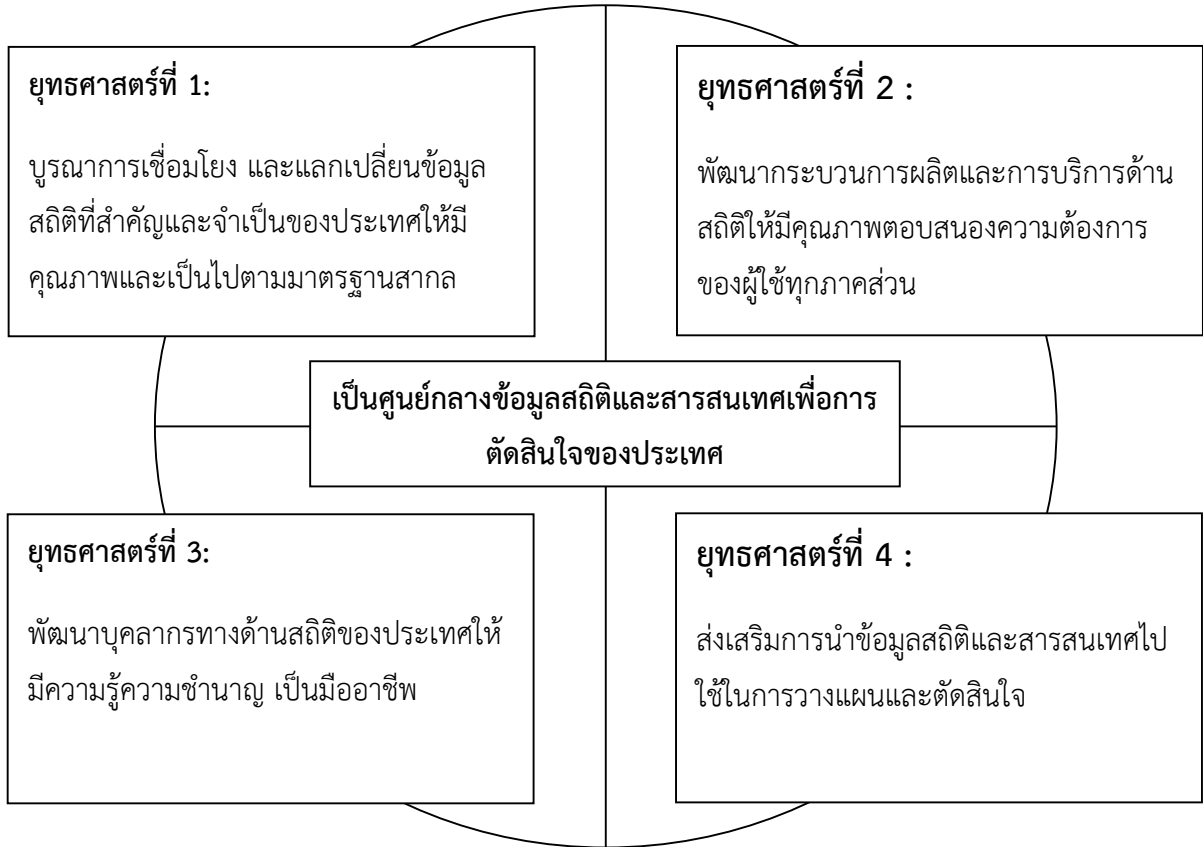 ยุทธศาสตร์ที่ 1:
บูรณาการเชื่อมโยง และแลกเปลี่ยนข้อมูล
สถิติที่สำคัญและจำเป็นของประเทศให้มี
คุณภาพและเป็นไปตามมาตรฐานสากล
ยุทธศาสตร์ที่ 2 :
พัฒนากระบวนการผลิตและการบริการด้าน
สถิติให้มีคุณภาพตอบสนองความต้องการ
ของผู้ใช้ทุกภาคส่วน
เป็นศูนย์กลางข้อมูลสถิติและสารสนเทศเพื่อการ
ตัดสินใจของประเทศ
ยุทธศาสตร์ที่ 3:
พัฒนาบุคลากรทางด้านสถิติของประเทศให้
มีความรู้ความชำนาญ เป็นมืออาชีพ
ยุทธศาสตร์ที่ 4 :
ส่งเสริมการนำข้อมูลสถิติและสารสนเทศไป
ใช้ในการวางแผนและตัดสินใจ